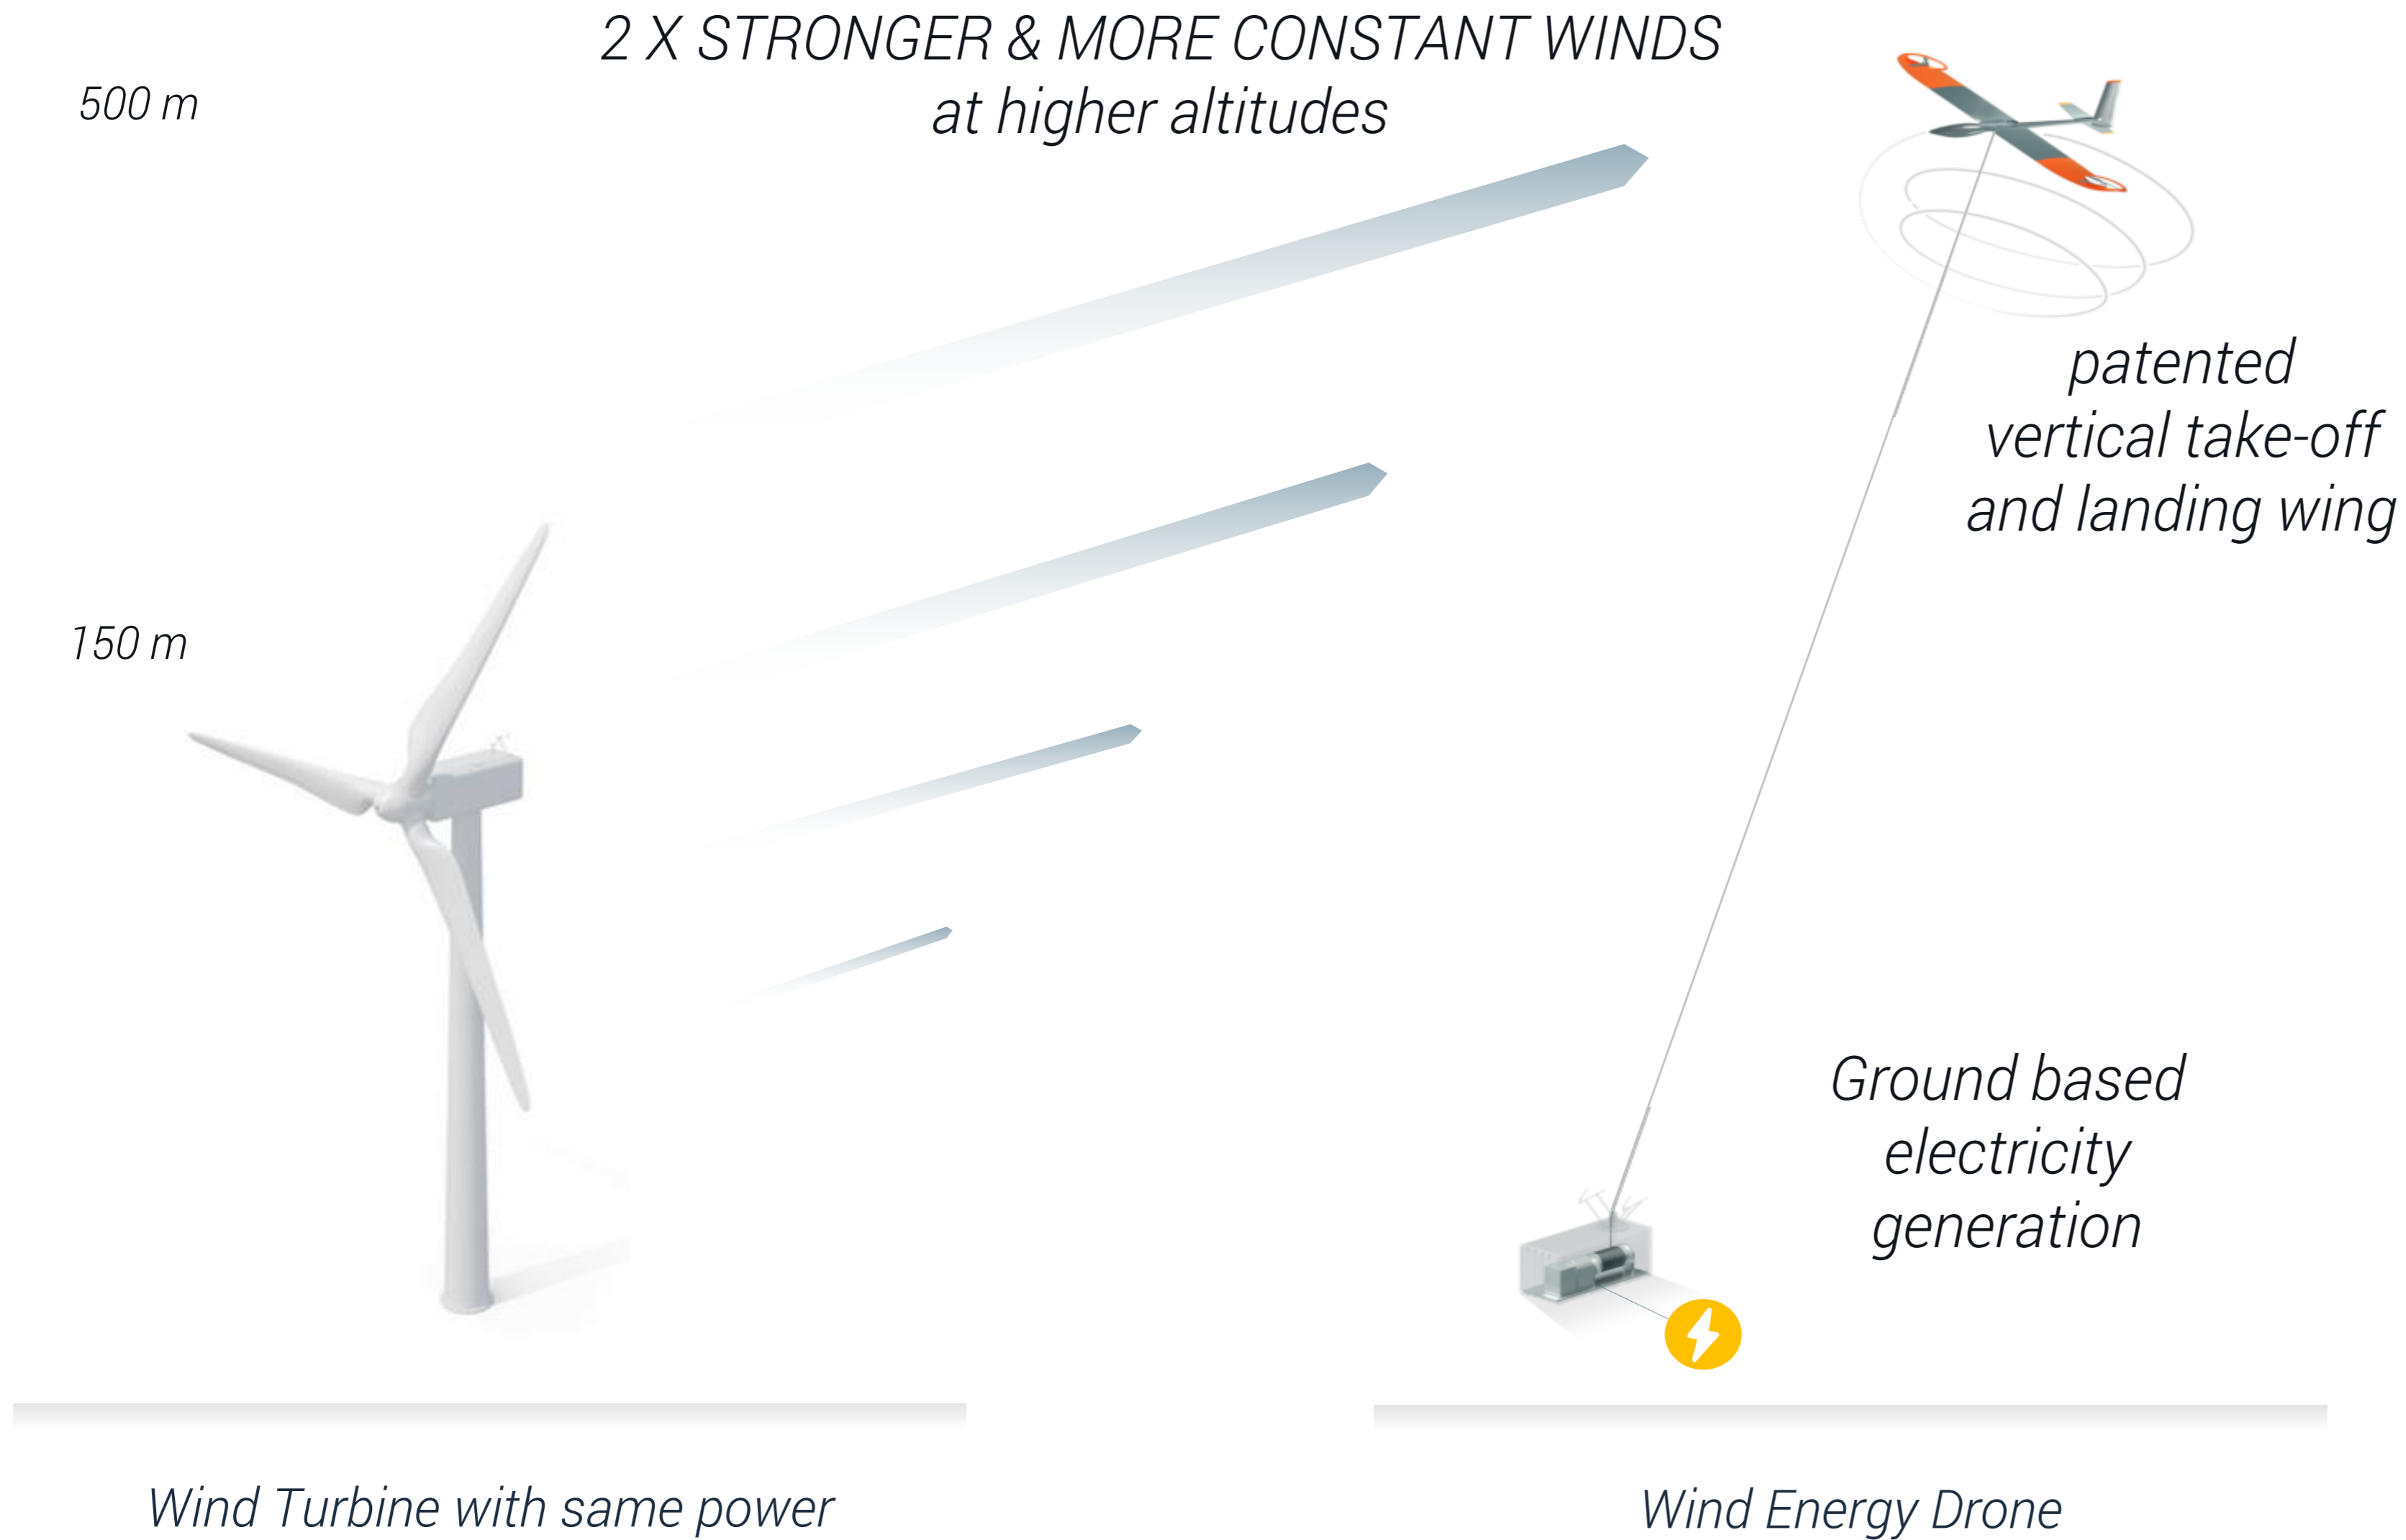 2 X STRONGER & MORE CONSTANT WINDS
at higher altitudes
500 m
patented
vertical take-off
and landing wing
150 m
Ground based
electricity
generation
Wind Turbine with same power
Wind Energy Drone